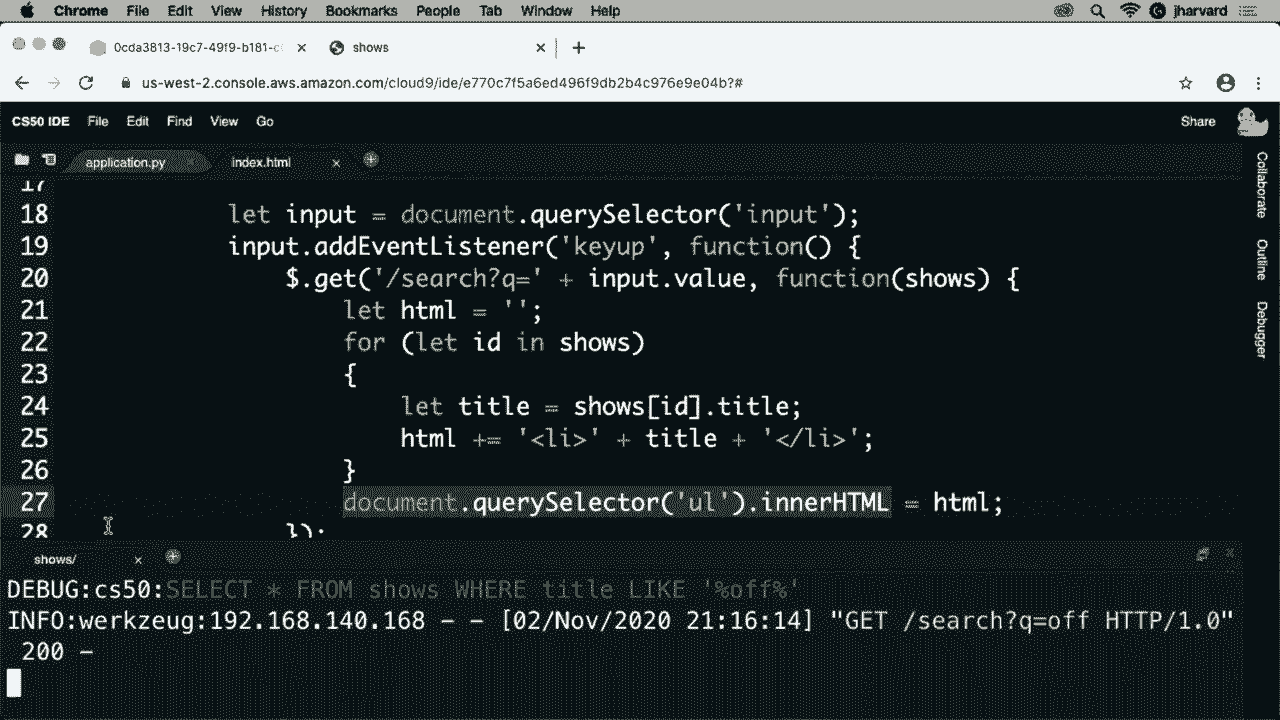 Chrome File Edit View History Bookmarks People Tab Window Help jharvard
0cda3813-19c7-49f9-b181-c shows
us-west-2.console.aws.amazon.com/cloud9/ide/e770c7f5a6ed496f9db2b4c976e9e04b?#
CS50 IDE File Edit Find View Go Share
application.py index.html
17
18 let input = document.querySelector('input');
19 input.addEventListener('keyup', function() {
20 $.get('/search?q=' + input.value, function(shows) {
21 let html = '';
22 for (let id in shows)
23 {
24 let title = shows[id].title;
25 html += '<li>' + title + '</li>';
26 }
27 document.querySelector('ul').innerHTML = html;
28 });
Collaborate
Outline
Debugger
shows/
DEBUG:cs50:SELECT * FROM shows WHERE title LIKE '%off%'
INFO:werkzeug:192.168.140.168 - - [02/Nov/2020 21:16:14] "GET /search?q=off HTTP/1.0"
200 -